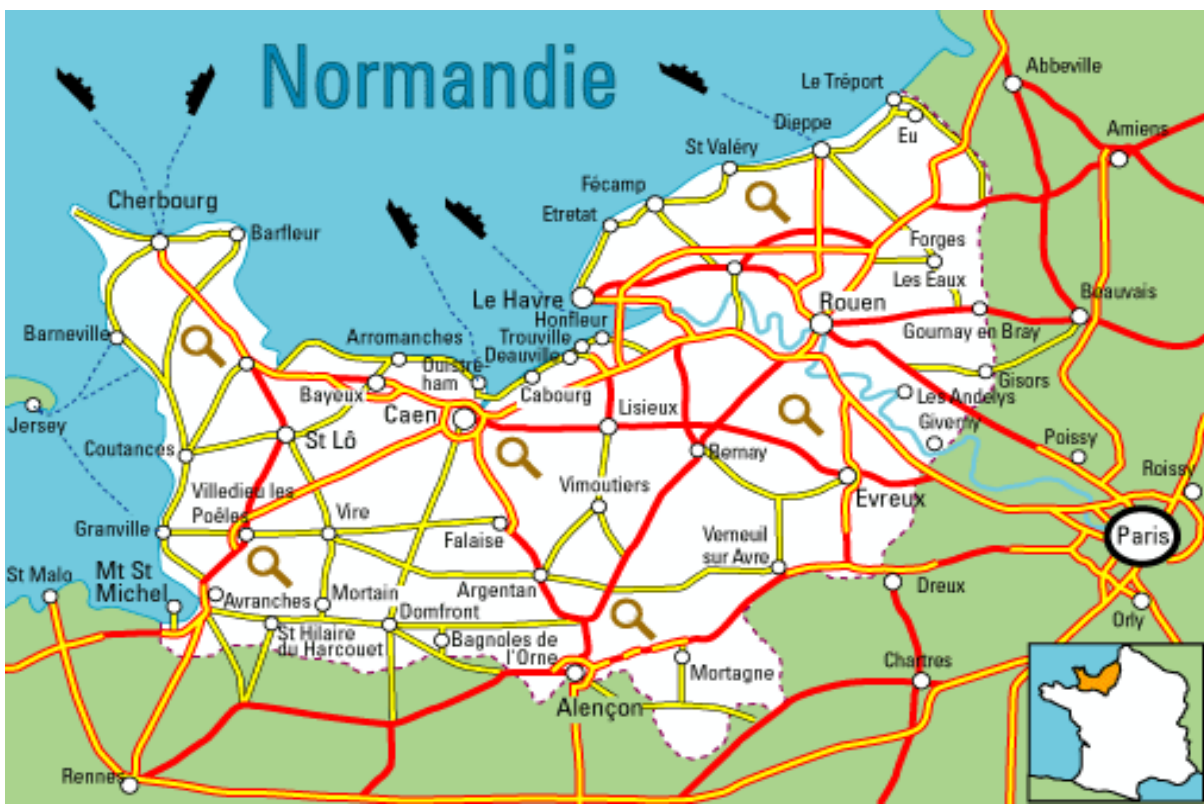 Normandie
Le Tréport
Abbeville
Dieppe
Eu
Amiens
St Valéry
Fécamp
Cherbourg
Etretat
Barfleur
Forges
Les Eaux
Le Havre
Rouen
Beauvais
Honfleur
Gournay en Bray
Barneville
Arromanches
Trouville
Deauville
Ouistre-
ham
Bayeux
Cabourg
Gisors
Les Andelys
Jersey
Caen
Lisieux
Giverny
St Lô
Poissy
Coutances
Bernay
Roissy
Villedieu les
Poêles
Vimoutiers
Evreux
Vire
Granville
Falaise
Verneuil
sur Avre
Paris
St Malo
Mt St
Michel
Argentan
Dreux
Avranches
Mortain
Domfront
Orly
St Hilaire
du Harcouet
Bagnoles de
l'Orne
Mortagne
Chartres
Alençon
Rennes